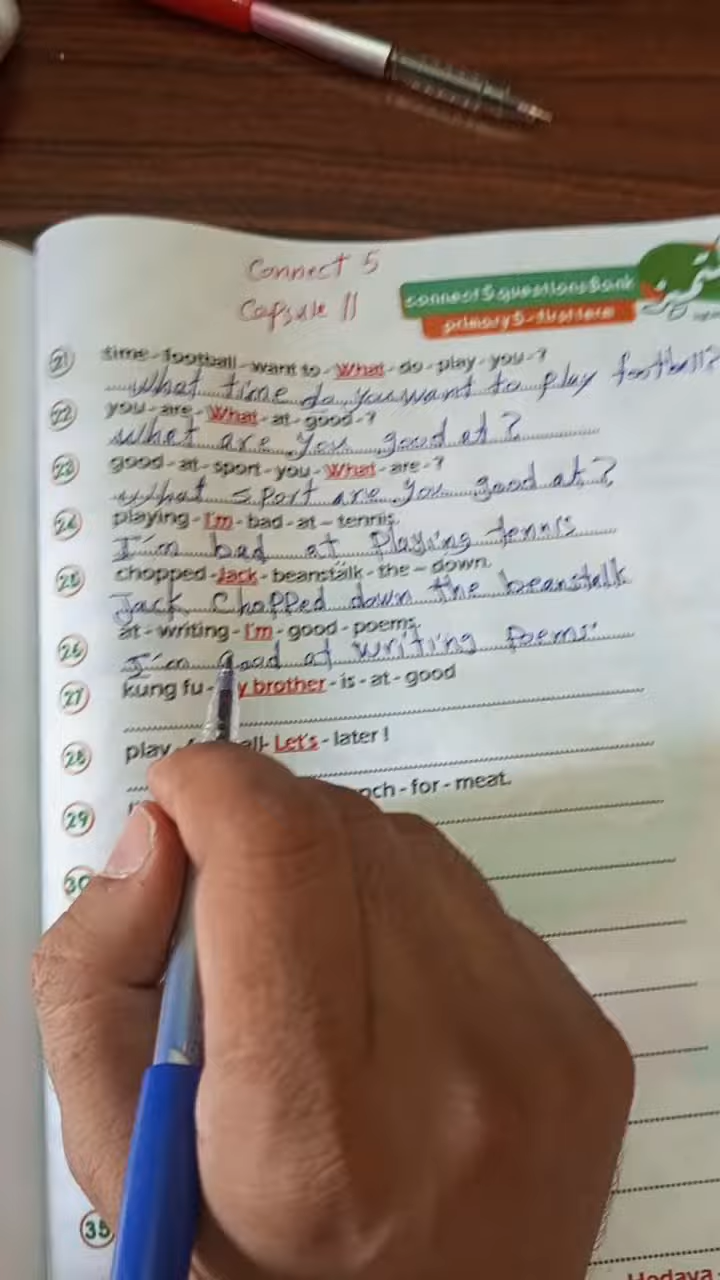 Connect 5
Capsule 11
connect 5 questions Bank
primary 5 - first term
21 time - football - want to - What - do - play - you - ?
What time do you want to play football?
22 you - are - What - at - good - ?
What are you good at?
23 good - at - sport - you - What - are - ?
What sport are you good at?
24 playing - I'm - bad - at - tennis.
I'm bad at Playing tennis
25 chopped - Jack - beanstalk - the - down.
Jack Chopped down the beanstalk
26 at - writing - I'm - good - poems.
I'm good at writing Poems.
27 kung fu - y brother - is - at - good
28 play - Let's - later !
29 - for - meat.
30
35